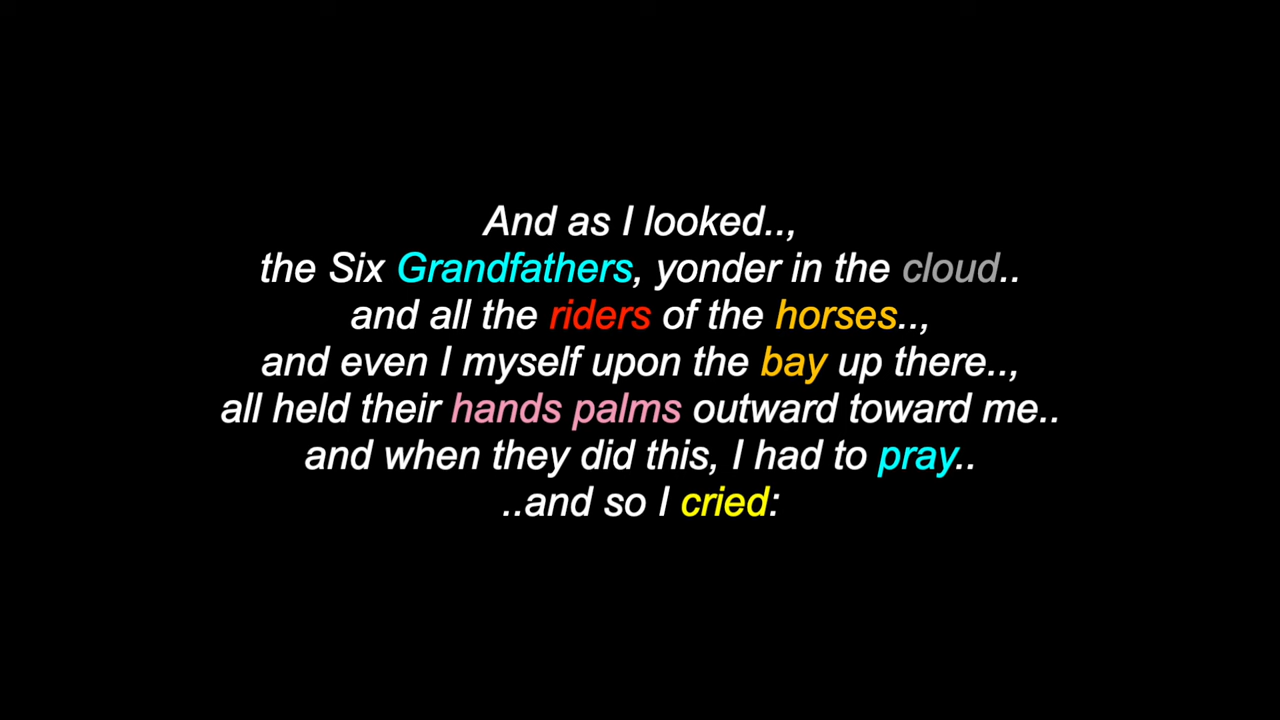 And as I looked..,
the Six Grandfathers, yonder in the cloud..
and all the riders of the horses..,
and even I myself upon the bay up there..,
all held their hands palms outward toward me..
and when they did this, I had to pray..
..and so I cried: